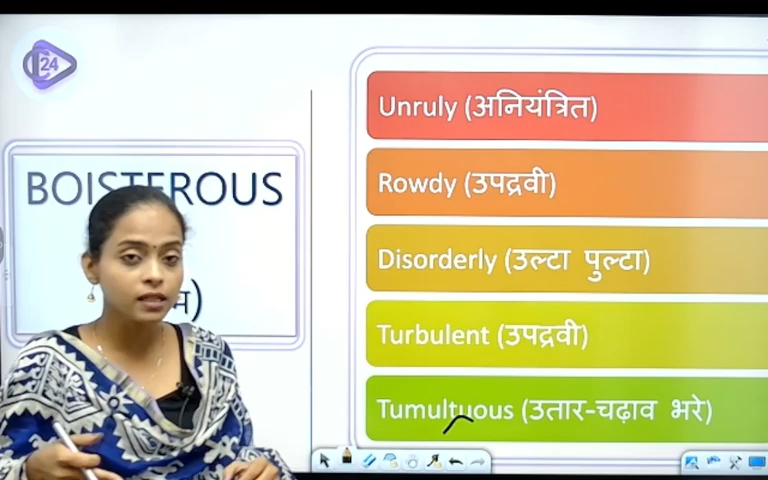 24
BOISTEROUS
Unruly (अनियंत्रित)
Rowdy (उपद्रवी)
Disorderly (उल्टा पुल्टा)
Turbulent (उपद्रवी)
Tumultuous (उतार-चढ़ाव भरे)